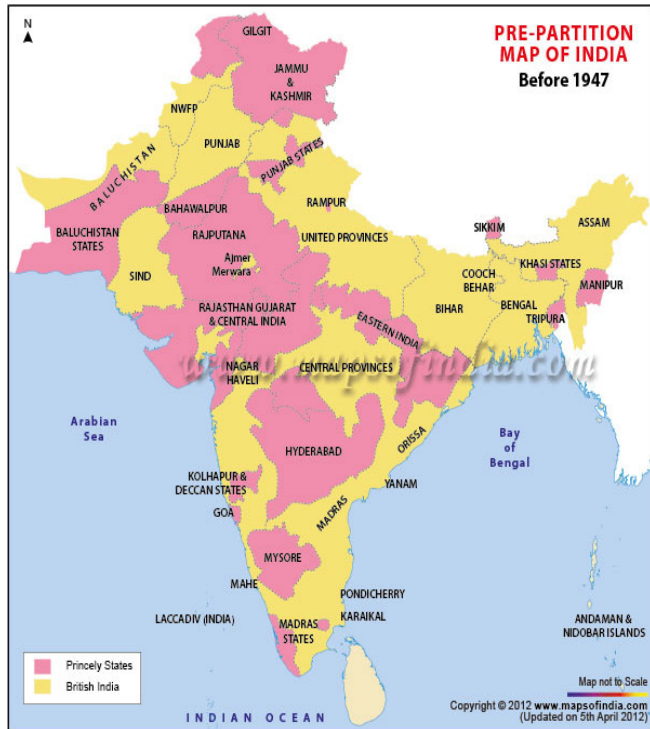 N
PRE-PARTITION
MAP OF INDIA
Before 1947
GILGIT
JAMMU
&
KASHMIR
NWFP
PUNJAB
BALUCHISTAN
PUNJAB STATES
BAHAWALPUR
RAMPUR
BALUCHISTAN
STATES
RAJPUTANA
UNITED PROVINCES
SIKKIM
ASSAM
Ajmer
Merwara
SIND
COOCH
BEHAR
KHASI STATES
MANIPUR
RAJASTHAN GUJARAT
& CENTRAL INDIA
EASTERN INDIA
BIHAR
BENGAL
TRIPURA
NAGAR
HAVELI
CENTRAL PROVINCES
www.mapsofindia.com
Arabian
Sea
Bay
of
Bengal
HYDERABAD
ORISSA
KOLHAPUR &
DECCAN STATES
YANAM
GOA
MADRAS
MYSORE
MAHE
PONDICHERRY
LACCADIV (INDIA)
KARAIKAL
MADRAS
STATES
ANDAMAN &
NIDOBAR ISLANDS
Princely States
British India
Map not to Scale
Copyright © 2012 www.mapsofindia.com
(Updated on 5th April 2012)
INDIAN OCEAN